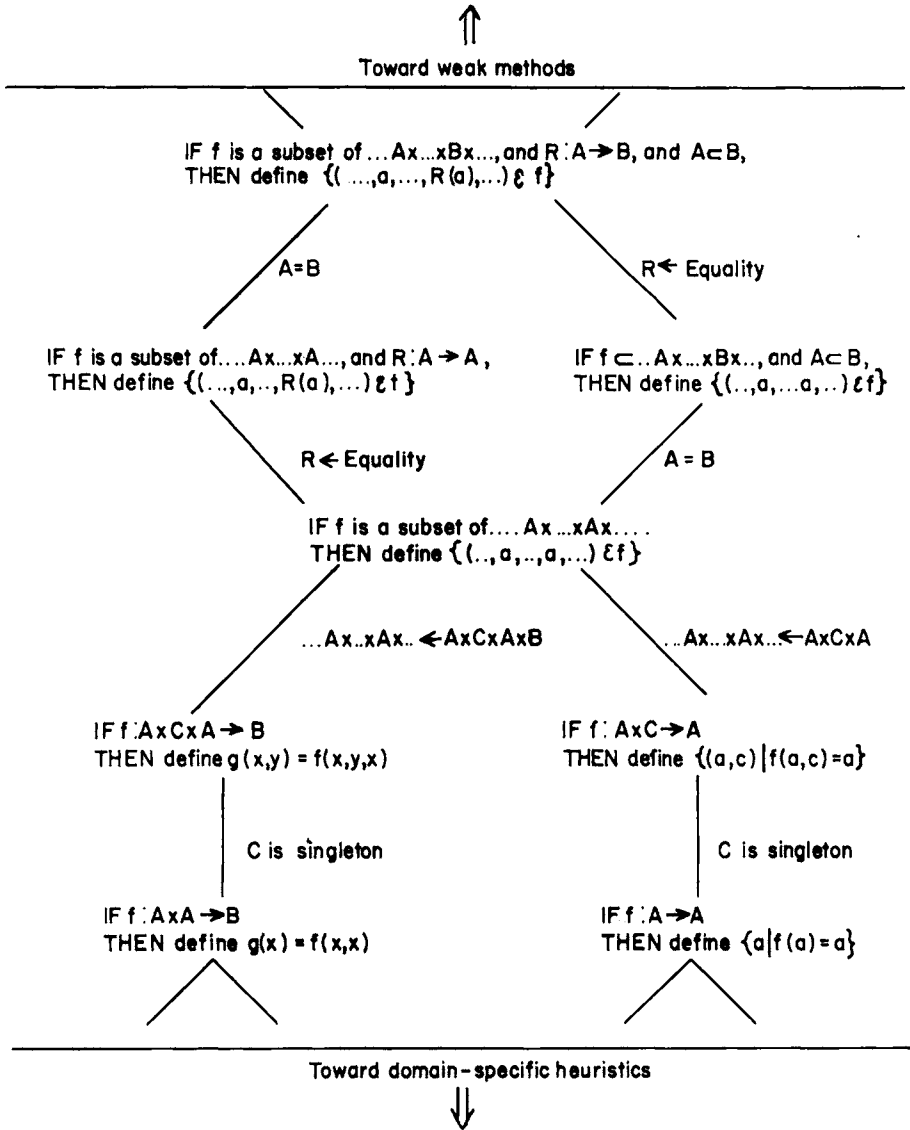 Toward weak methods
IF f is a subset of ...Ax...xBx..., and R:A→B, and A⊂B,
THEN define {(....,a,...,R(a),...) ε f}
A=B
R← Equality
IF f is a subset of....Ax...xA..., and R:A → A,
THEN define {(...,a,..,R(a),...) ε f}
IF f ⊂..Ax...xBx.., and A⊂B,
THEN define {(..,a,...a,..) εf}
R← Equality
A = B
IF f is a subset of....Ax...xAx....
THEN define {(..,a,..,a,...) εf}
...Ax..xAx.. ←AxCxAxB
...Ax...xAx...←AxCxA
IF f:AxCxA→ B
THEN define g(x,y) = f(x,y,x)
IF f: AxC→A
THEN define {(a,c)|f(a,c)=a}
C is singleton
C is singleton
IF f:AxA→B
THEN define g(x) = f(x,x)
IF f:A→A
THEN define {a|f(a)=a}
Toward domain-specific heuristics